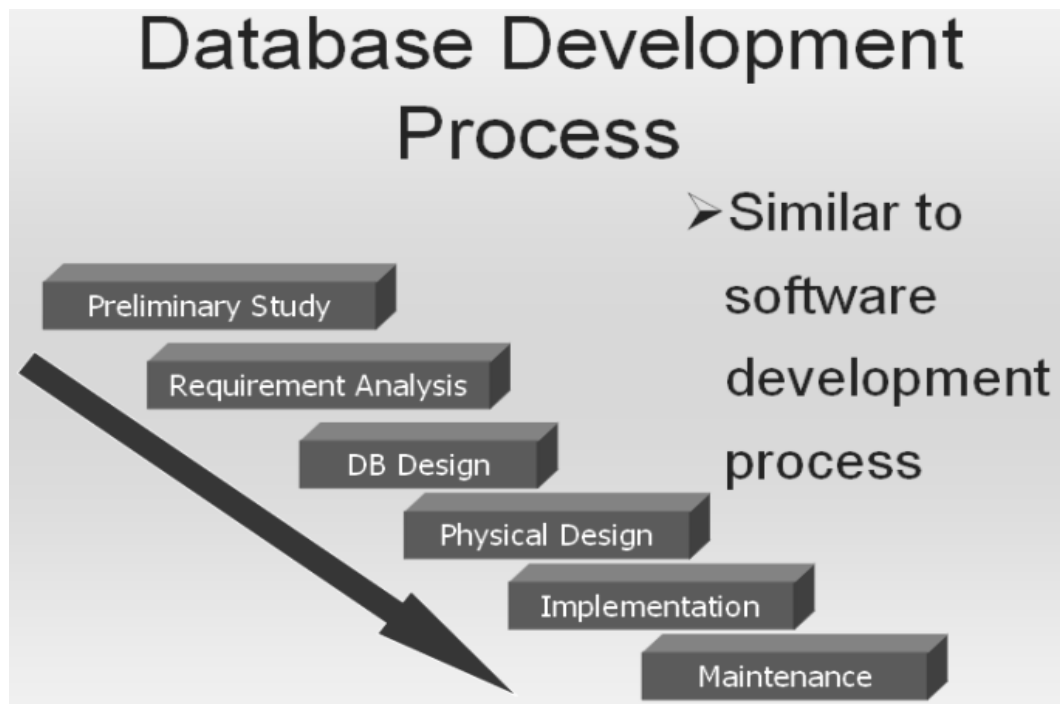 Database Development
Process
➢Similar to
software
development
process
Preliminary Study
Requirement Analysis
DB Design
Physical Design
Implementation
Maintenance